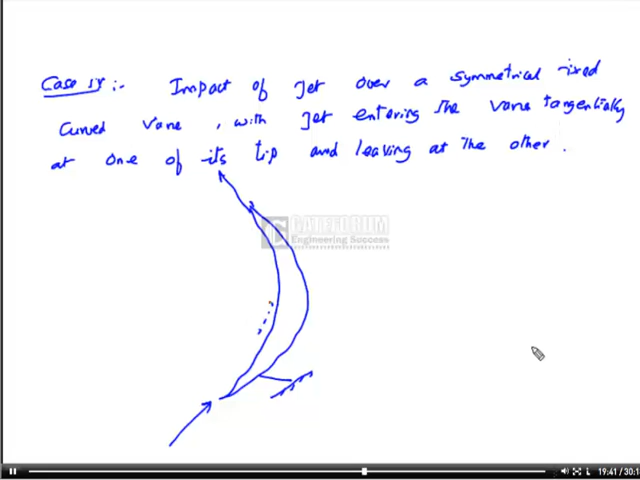 Case IV :- Impact of Jet over a symmetrical fixed
Curved Vane , with Jet entering the Vane tangentially
at one of its tip and leaving at the other .
GATEFORUM
Engineering Success
19:41 / 30:1